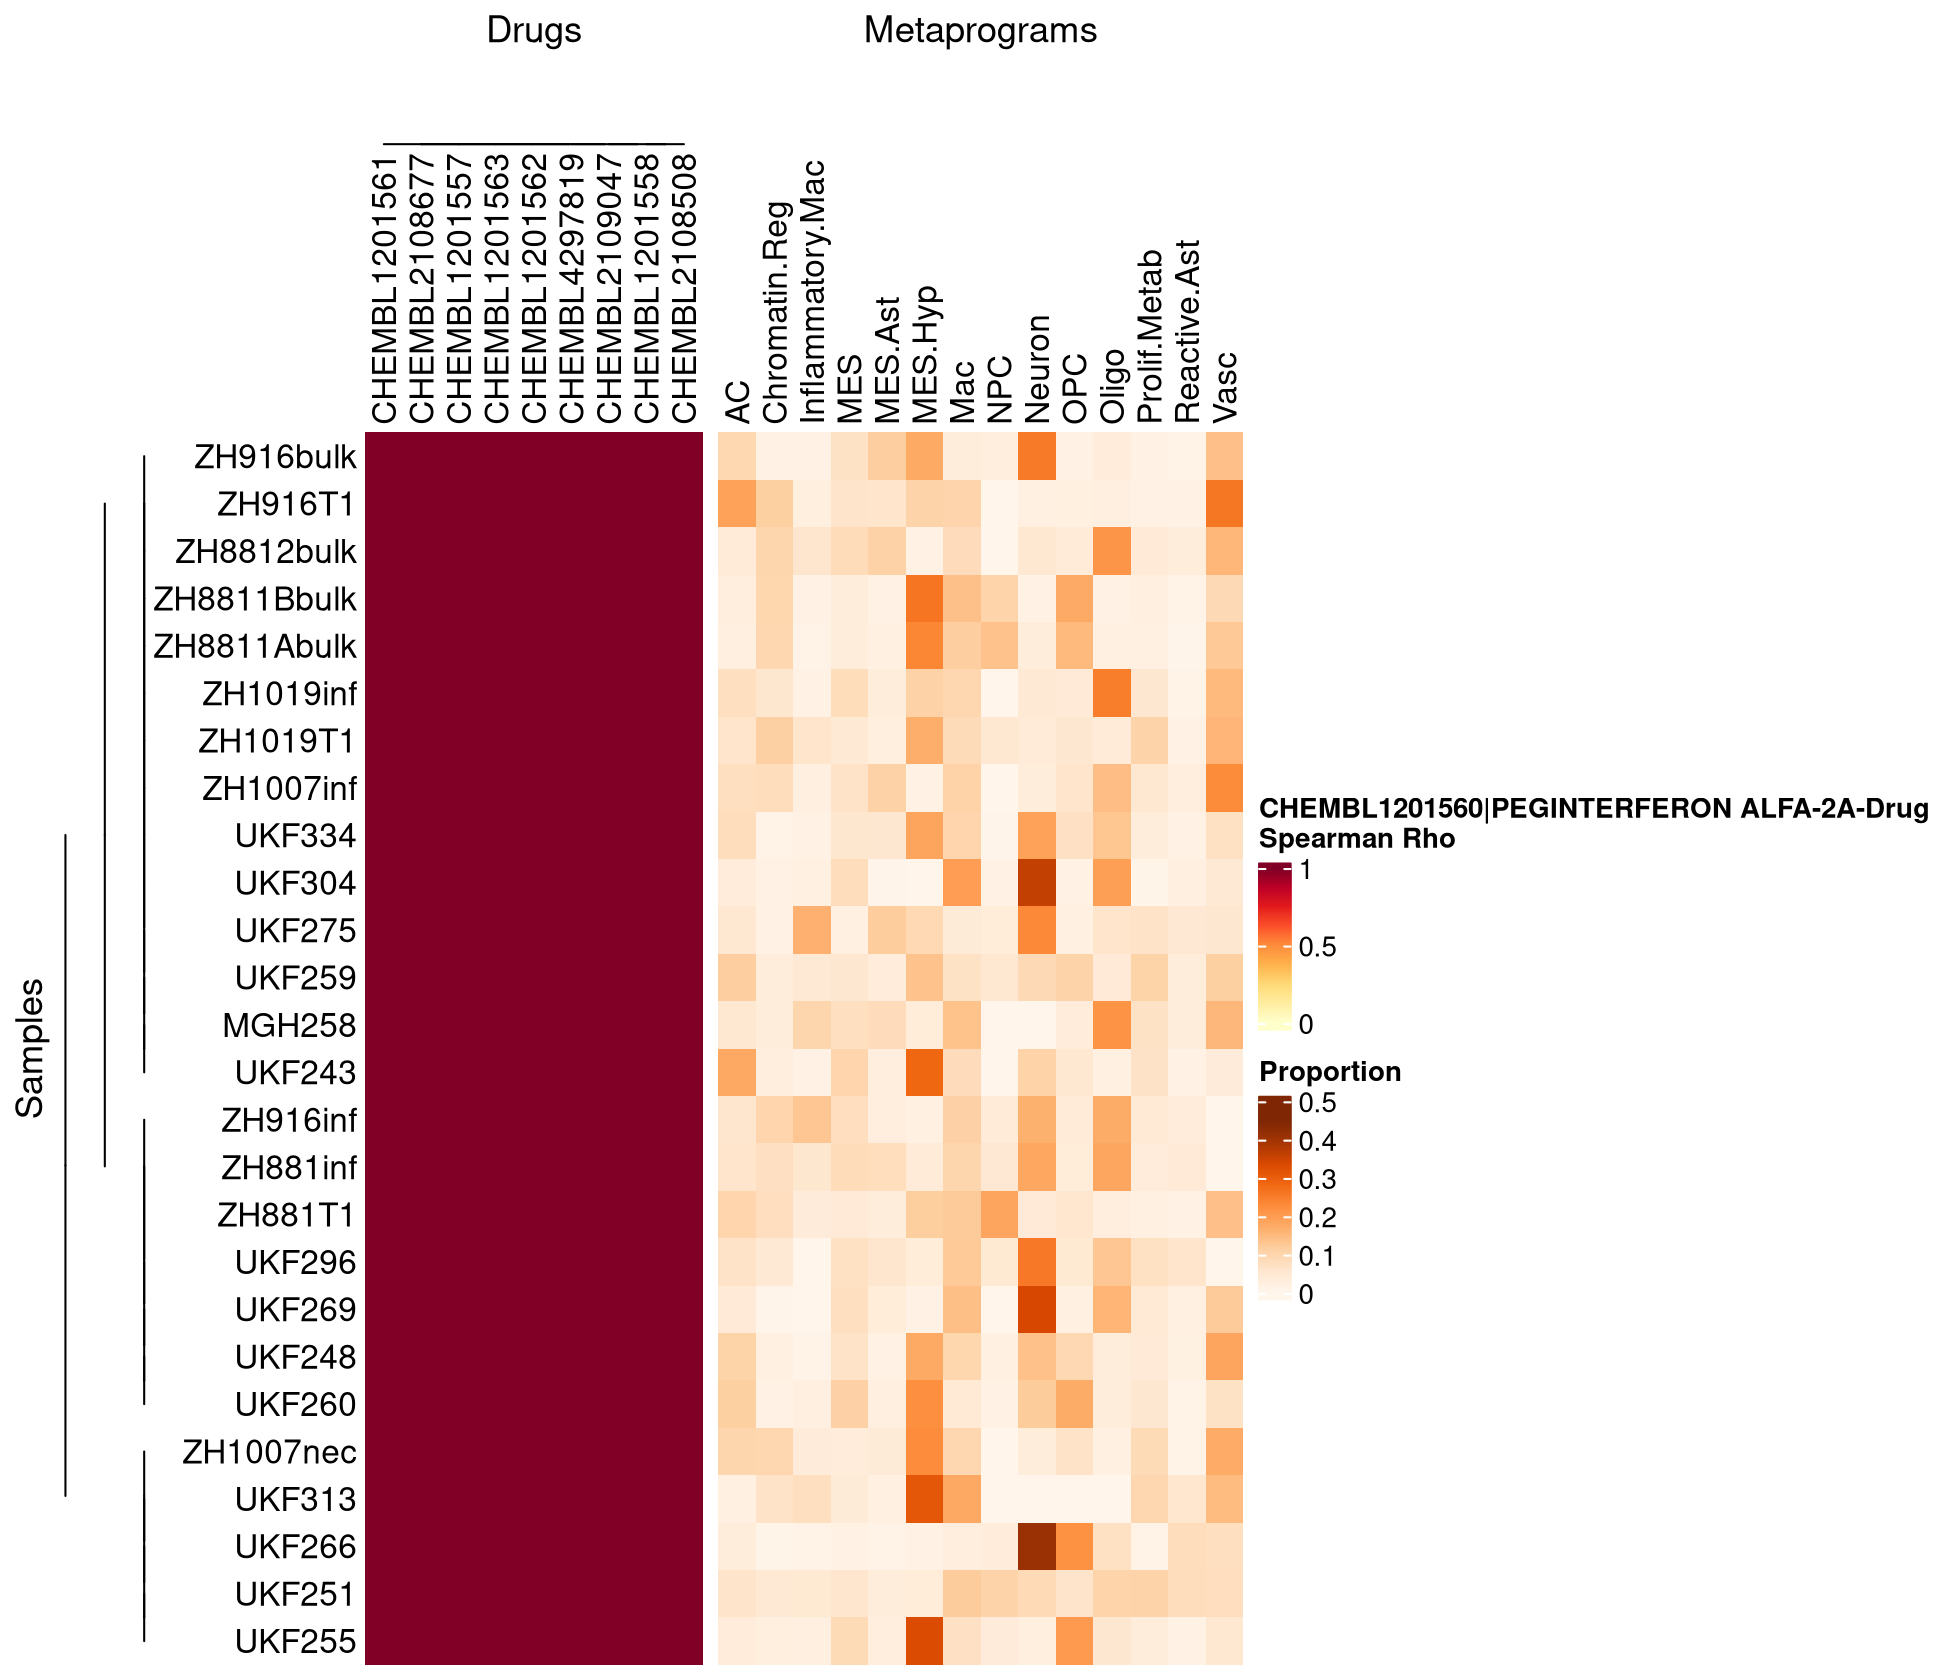 Drugs
Metaprograms
CHEMBL1201561
CHEMBL2108677
CHEMBL1201557
CHEMBL1201563
CHEMBL1201562
CHEMBL4297819
CHEMBL2109047
CHEMBL1201558
CHEMBL2108508
AC
Chromatin.Reg
Inflammatory.Mac
MES
MES.Ast
MES.Hyp
Mac
NPC
Neuron
OPC
Oligo
Prolif.Metab
Reactive.Ast
Vasc
Samples
ZH916bulk
ZH916T1
ZH8812bulk
ZH8811Bbulk
ZH8811Abulk
ZH1019inf
ZH1019T1
ZH1007inf
UKF334
UKF304
UKF275
UKF259
MGH258
UKF243
ZH916inf
ZH881inf
ZH881T1
UKF296
UKF269
UKF248
UKF260
ZH1007nec
UKF313
UKF266
UKF251
UKF255
CHEMBL1201560|PEGINTERFERON ALFA-2A-Drug
Spearman Rho
1
0.5
0
Proportion
0.5
0.4
0.3
0.2
0.1
0